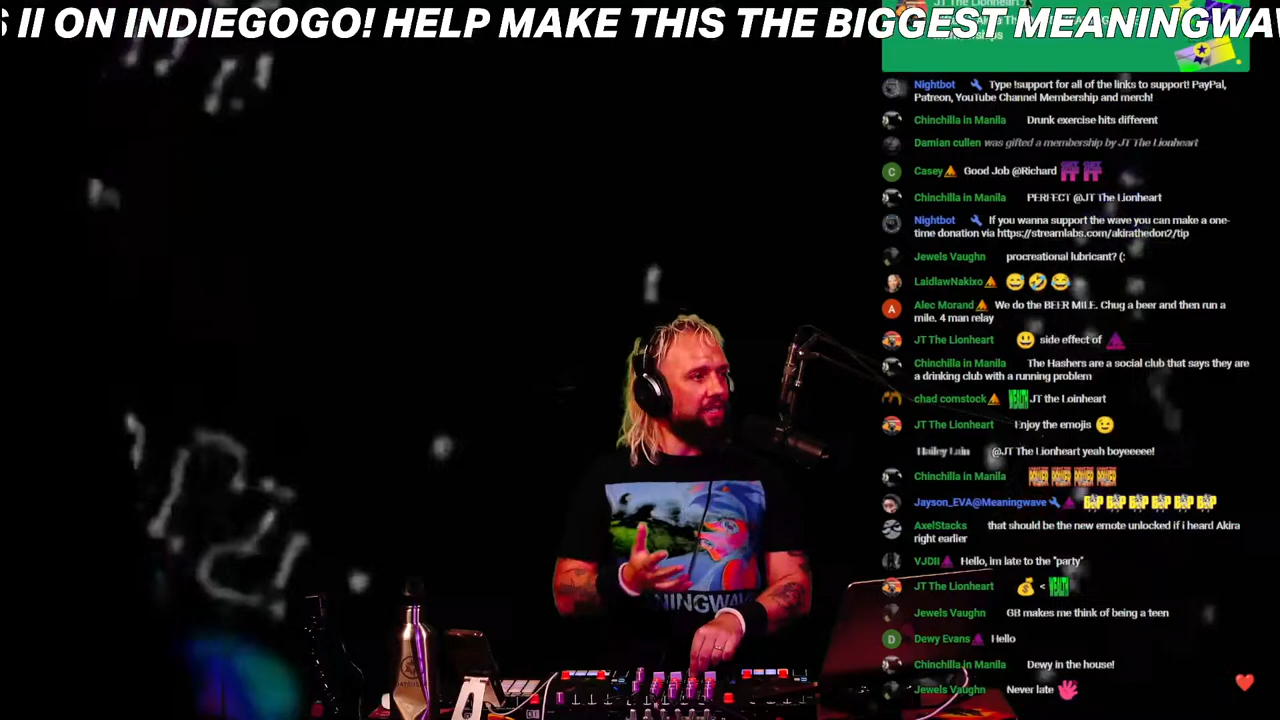 II ON INDIEGOGO! HELP MAKE THIS THE BIGGEST MEANINGWA
JT The Lionheart
Nightbot Type !support for all of the links to support! PayPal,
Patreon, YouTube Channel Membership and merch!
Chinchilla in Manila Drunk exercise hits different
Damian cullen was gifted a membership by JT The Lionheart
C Casey Good Job @Richard
Chinchilla in Manila PERFECT @JT The Lionheart
Nightbot If you wanna support the wave you can make a one-
time donation via https://streamlabs.com/akirathedon2/tip
Jewels Vaughn procreational lubricant? (:
LaidlawNakixo
A Alec Morand We do the BEER MILE. Chug a beer and then run a
mile. 4 man relay
JT The Lionheart side effect of
Chinchilla in Manila The Hashers are a social club that says they are
a drinking club with a running problem
chad comstock WEALTH JT the Loinheart
JT The Lionheart Enjoy the emojis
Hailey Lain @JT The Lionheart yeah boyeeeee!
Chinchilla in Manila
Jayson_EVA@Meaningwave
AxelStacks that should be the new emote unlocked if i heard Akira
right earlier
VJDII Hello, im late to the "party"
JT The Lionheart < WEALTH
Jewels Vaughn GB makes me think of being a teen
D Dewy Evans Hello
Chinchilla in Manila Dewy in the house!
Jewels Vaughn Never late
NINGWAV